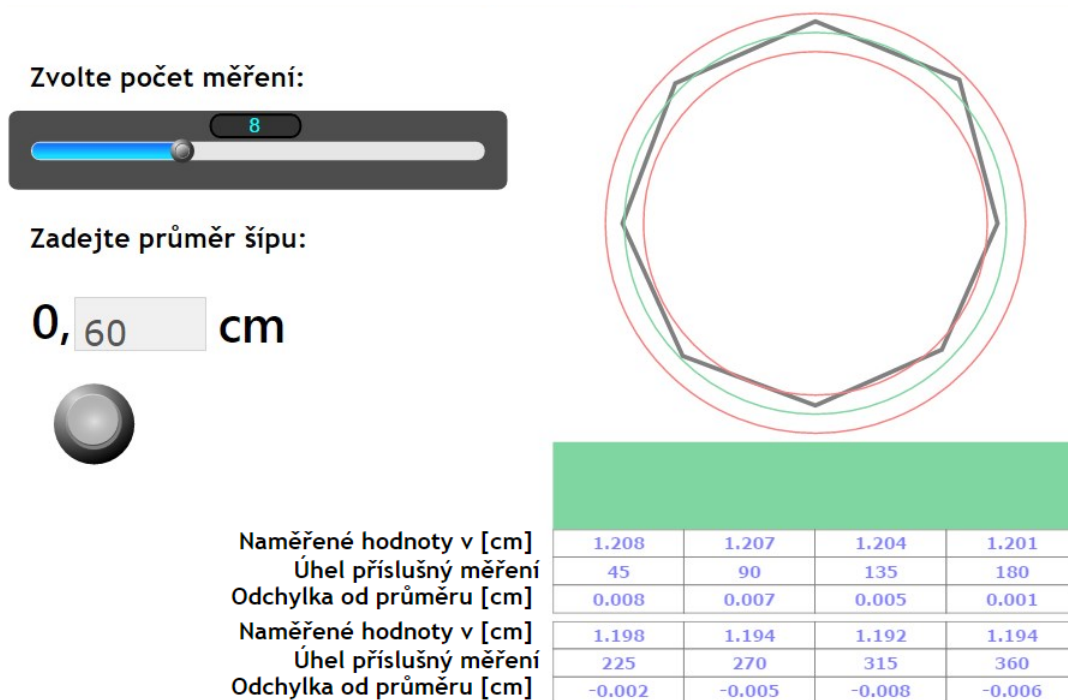 Zvolte počet měření:
8
Zadejte průměr šípu:
0, 60 cm
Naměřené hodnoty v [cm] 1.208 1.207 1.204 1.201
Úhel příslušný měření 45 90 135 180
Odchylka od průměru [cm] 0.008 0.007 0.005 0.001
Naměřené hodnoty v [cm] 1.198 1.194 1.192 1.194
Úhel příslušný měření 225 270 315 360
Odchylka od průměru [cm] -0.002 -0.005 -0.008 -0.006